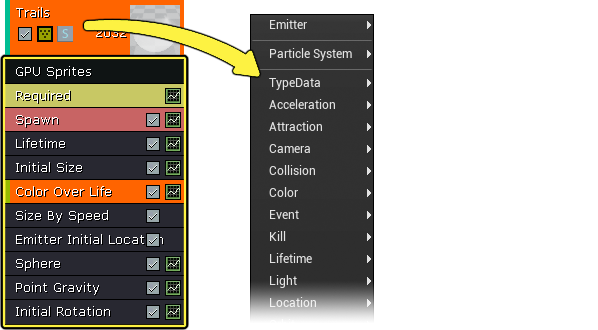 Trails
2032
GPU Sprites
Required
Spawn
Lifetime
Initial Size
Color Over Life
Size By Speed
Emitter Initial Location
Sphere
Point Gravity
Initial Rotation
Emitter
Particle System
TypeData
Acceleration
Attraction
Camera
Collision
Color
Event
Kill
Lifetime
Light
Location